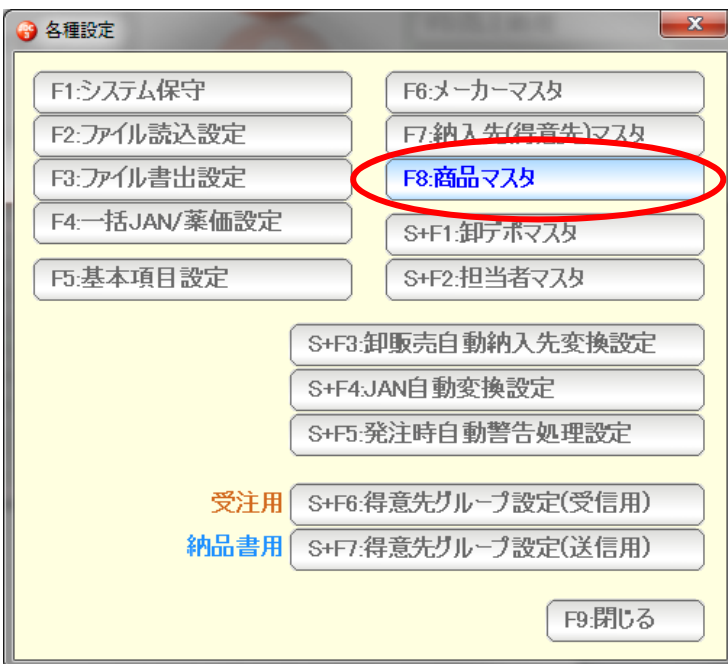 各種設定
F1:システム保守
F6:メーカーマスタ
F2:ファイル読込設定
F7:納入先(得意先)マスタ
F3:ファイル書出設定
F8:商品マスタ
F4:一括JAN/薬価設定
S+F1:卸デポマスタ
F5:基本項目設定
S+F2:担当者マスタ
S+F3:卸販売自動納入先変換設定
S+F4:JAN自動変換設定
S+F5:発注時自動警告処理設定
受注用 S+F6:得意先グループ設定(受信用)
納品書用 S+F7:得意先グループ設定(送信用)
F9:閉じる